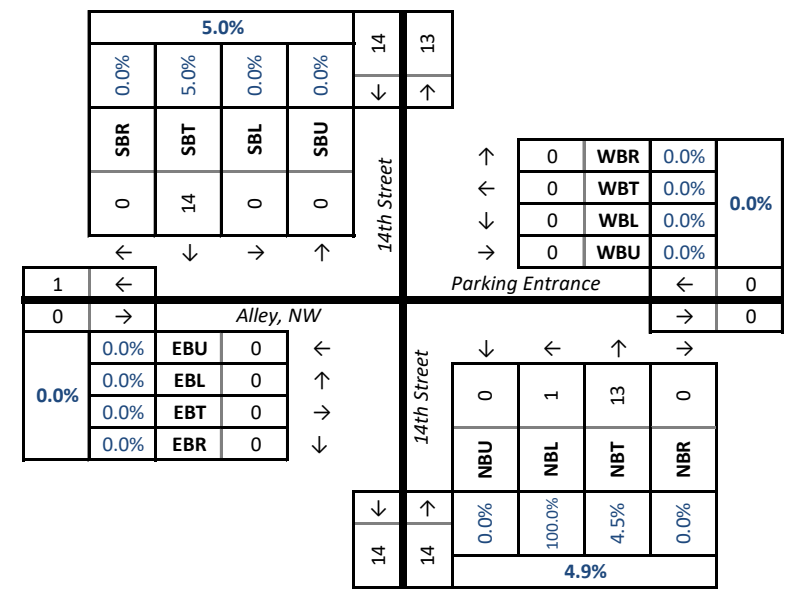 5.0%
14 13
0.0% 5.0% 0.0% 0.0%
↓ ↑
SBR SBT SBL SBU
0 14 0 0
← ↓ → ↑
14th Street
↑ 0 WBR 0.0%
← 0 WBT 0.0%
↓ 0 WBL 0.0%
→ 0 WBU 0.0%
0.0%
1 ←
Parking Entrance
← 0
0 →
Alley, NW
→ 0
0.0%
0.0% EBU 0 ←
0.0% EBL 0 ↑
0.0% EBT 0 →
0.0% EBR 0 ↓
14th Street
↓ ← ↑ →
0 1 13 0
NBU NBL NBT NBR
↓ ↑
0.0% 100.0% 4.5% 0.0%
14 14
4.9%